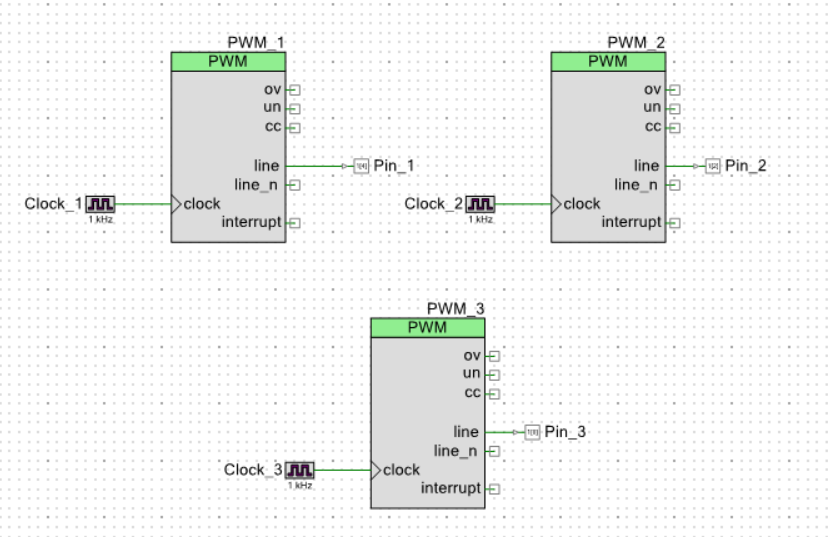 PWM_1
PWM
ov
un
cc
line
Pin_1
line_n
Clock_1
clock
1 kHz
interrupt
PWM_2
PWM
ov
un
cc
line
Pin_2
line_n
Clock_2
clock
1 kHz
interrupt
PWM_3
PWM
ov
un
cc
line
Pin_3
line_n
Clock_3
clock
1 kHz
interrupt